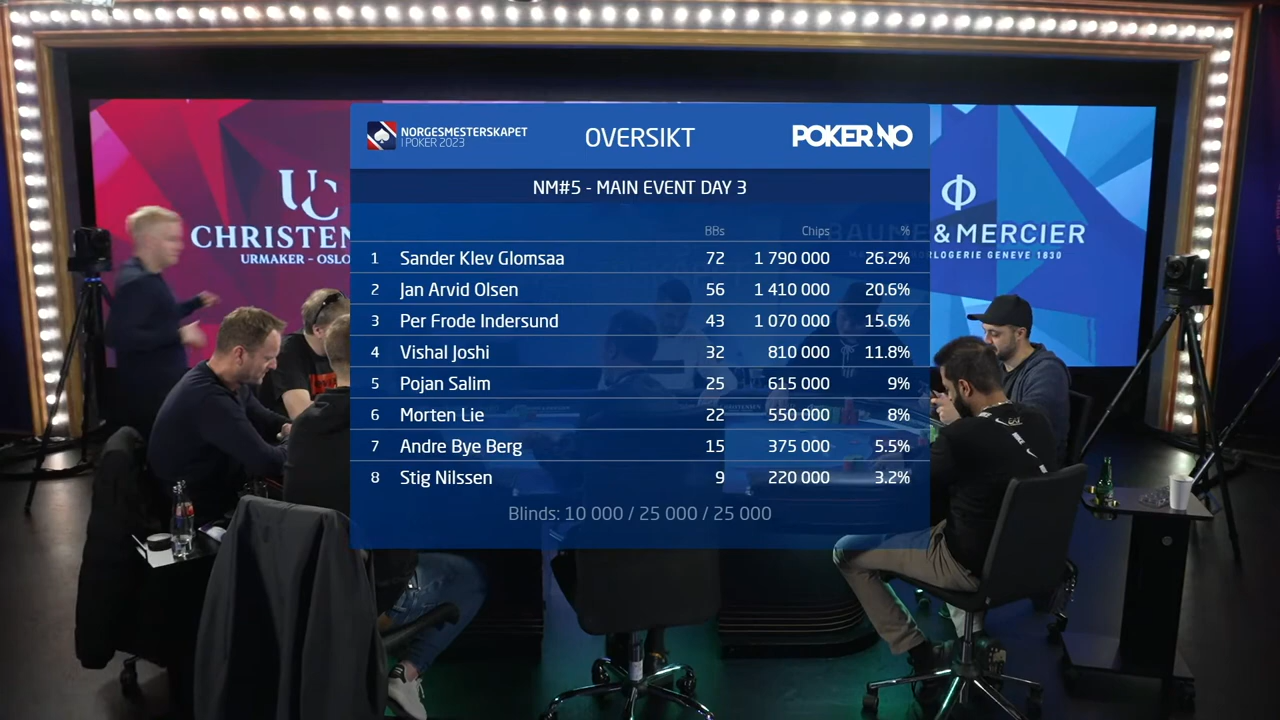 NORGESMESTERSKAPET
I POKER 2023
OVERSIKT
POKER NO
NM#5 - MAIN EVENT DAY 3
BBs Chips %
1 Sander Klev Glomsaa 72 1 790 000 26.2%
2 Jan Arvid Olsen 56 1 410 000 20.6%
3 Per Frode Indersund 43 1 070 000 15.6%
4 Vishal Joshi 32 810 000 11.8%
5 Pojan Salim 25 615 000 9%
6 Morten Lie 22 550 000 8%
7 Andre Bye Berg 15 375 000 5.5%
8 Stig Nilssen 9 220 000 3.2%
Blinds: 10 000 / 25 000 / 25 000
UC
CHRISTEN
URMAKER - OSLO
BAUME & MERCIER
HORLOGERIE GENEVE 1830